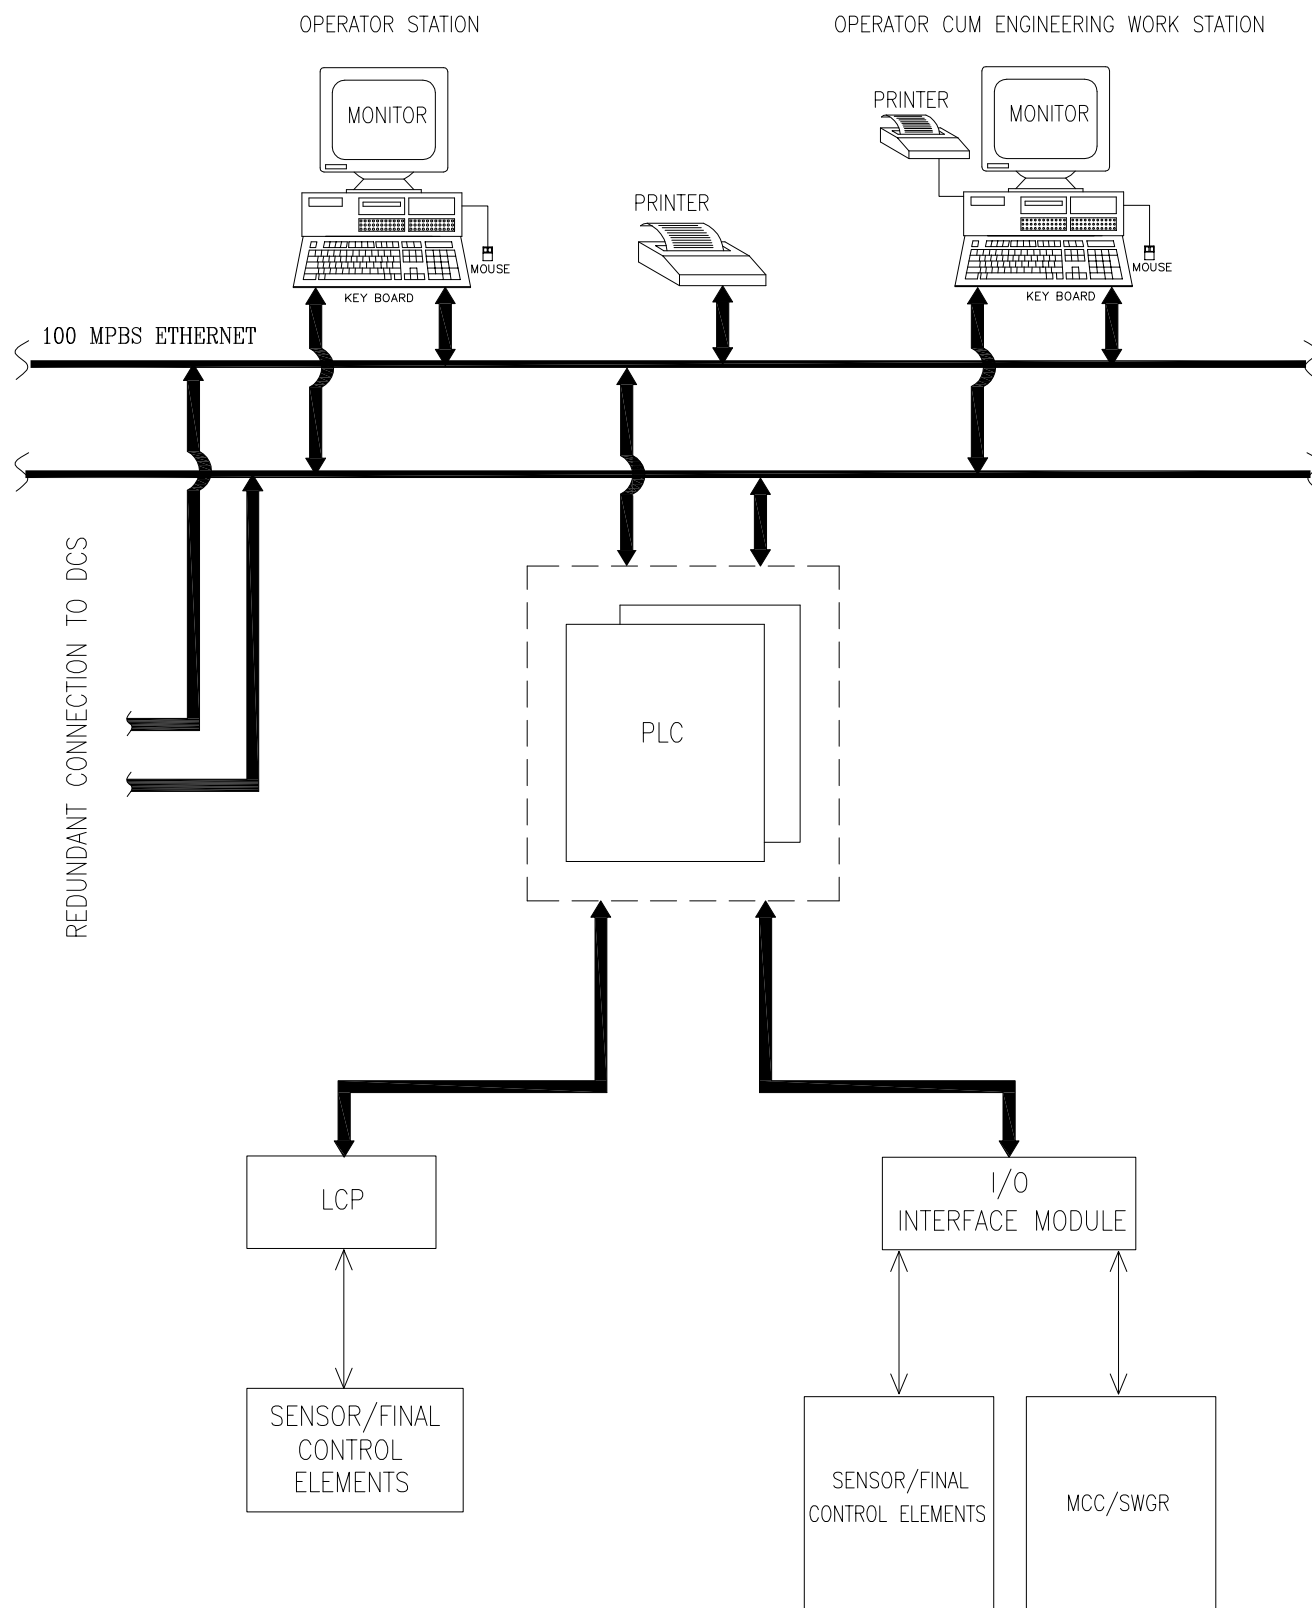 OPERATOR STATION
OPERATOR CUM ENGINEERING WORK STATION
MONITOR
PRINTER
MONITOR
PRINTER
MOUSE
KEY BOARD
MOUSE
KEY BOARD
100 MPBS ETHERNET
REDUNDANT CONNECTION TO DCS
PLC
LCP
I/O
INTERFACE MODULE
SENSOR/FINAL
CONTROL
ELEMENTS
SENSOR/FINAL
CONTROL ELEMENTS
MCC/SWGR